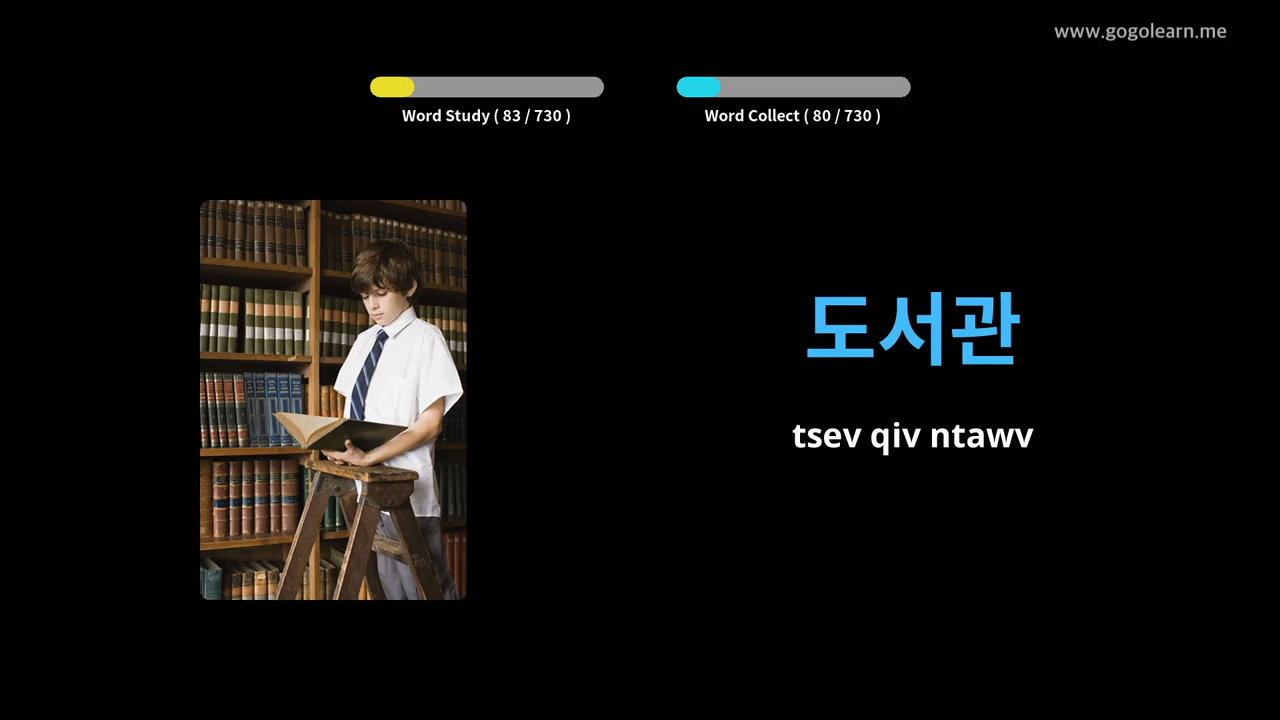 www.gogolearn.me
Word Study ( 83 / 730 )
Word Collect ( 80 / 730 )
도서관
tsev qiv ntawv